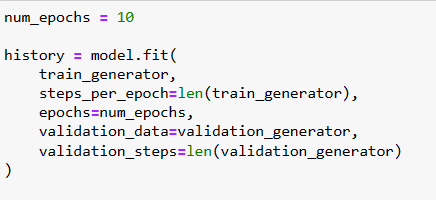 num_epochs = 10
history = model.fit(
    train_generator,
    steps_per_epoch=len(train_generator),
    epochs=num_epochs,
    validation_data=validation_generator,
    validation_steps=len(validation_generator)
)